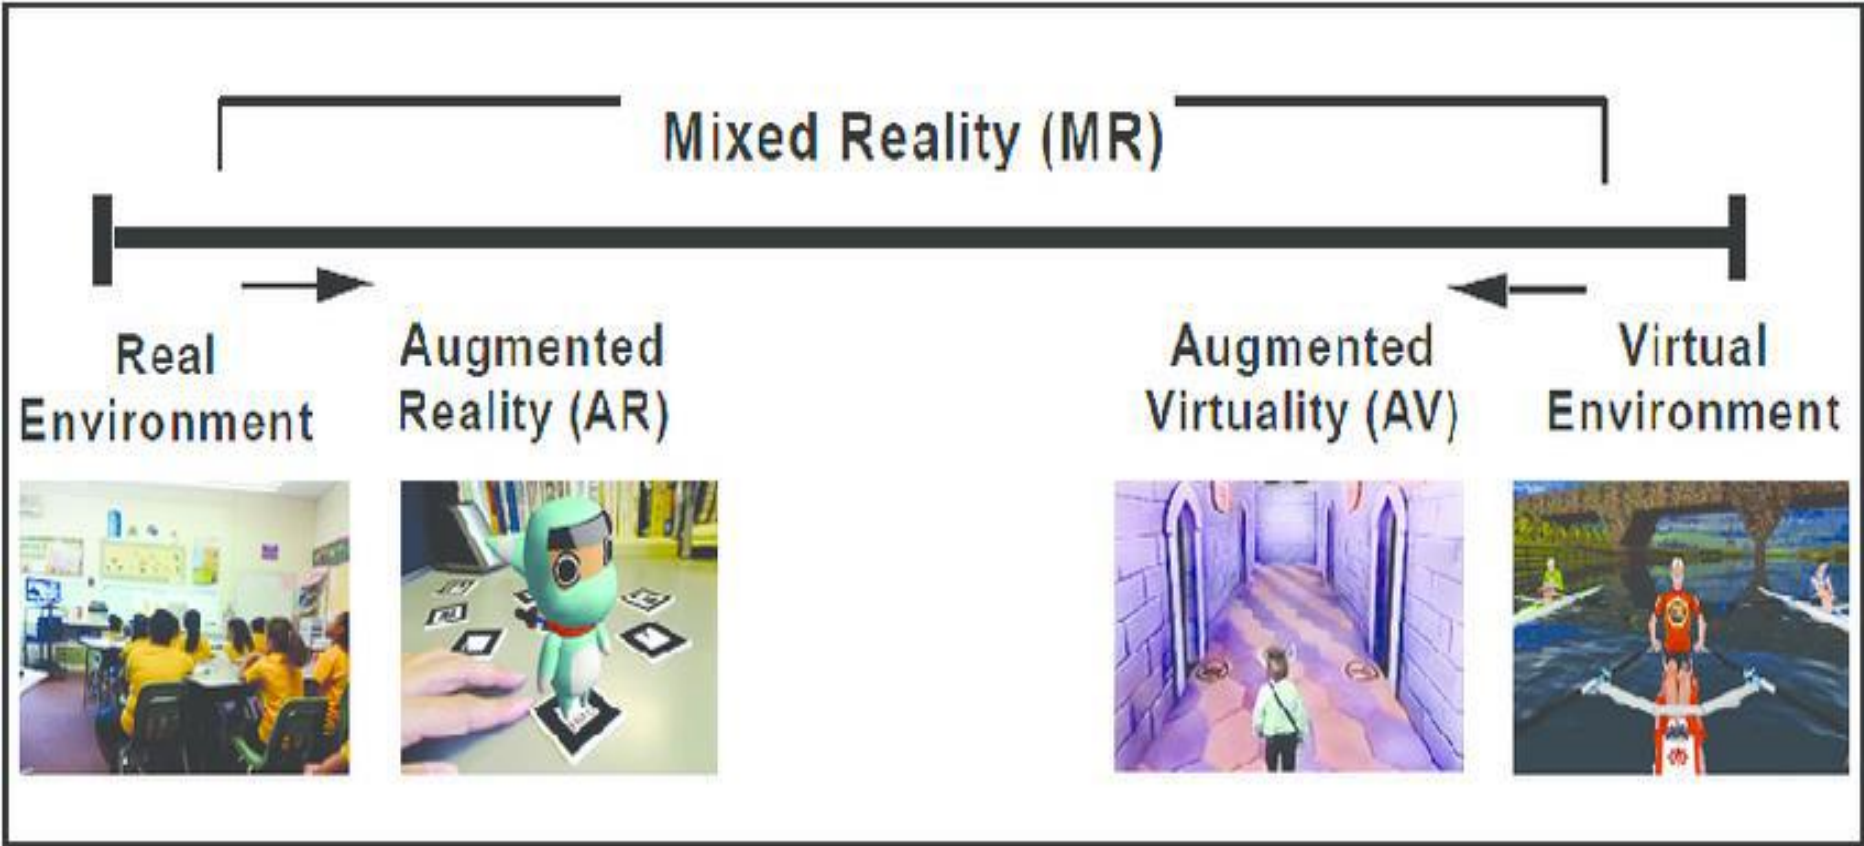 Mixed Reality (MR)
Real
Environment
Augmented
Reality (AR)
Augmented
Virtuality (AV)
Virtual
Environment